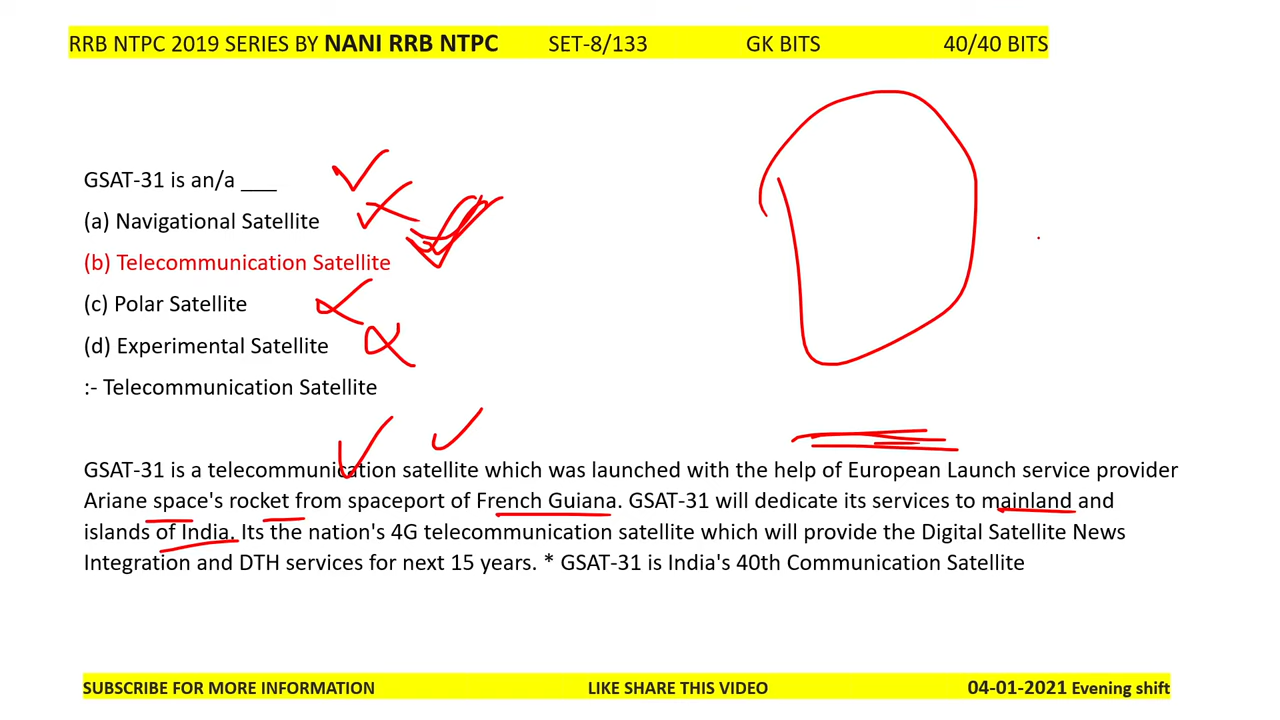 RRB NTPC 2019 SERIES BY NANI RRB NTPC SET-8/133 GK BITS 40/40 BITS
GSAT-31 is an/a ___
(a) Navigational Satellite
(b) Telecommunication Satellite
(c) Polar Satellite
(d) Experimental Satellite
:- Telecommunication Satellite
GSAT-31 is a telecommunication satellite which was launched with the help of European Launch service provider
Ariane space's rocket from spaceport of French Guiana. GSAT-31 will dedicate its services to mainland and
islands of India. Its the nation's 4G telecommunication satellite which will provide the Digital Satellite News
Integration and DTH services for next 15 years. * GSAT-31 is India's 40th Communication Satellite
SUBSCRIBE FOR MORE INFORMATION LIKE SHARE THIS VIDEO 04-01-2021 Evening shift